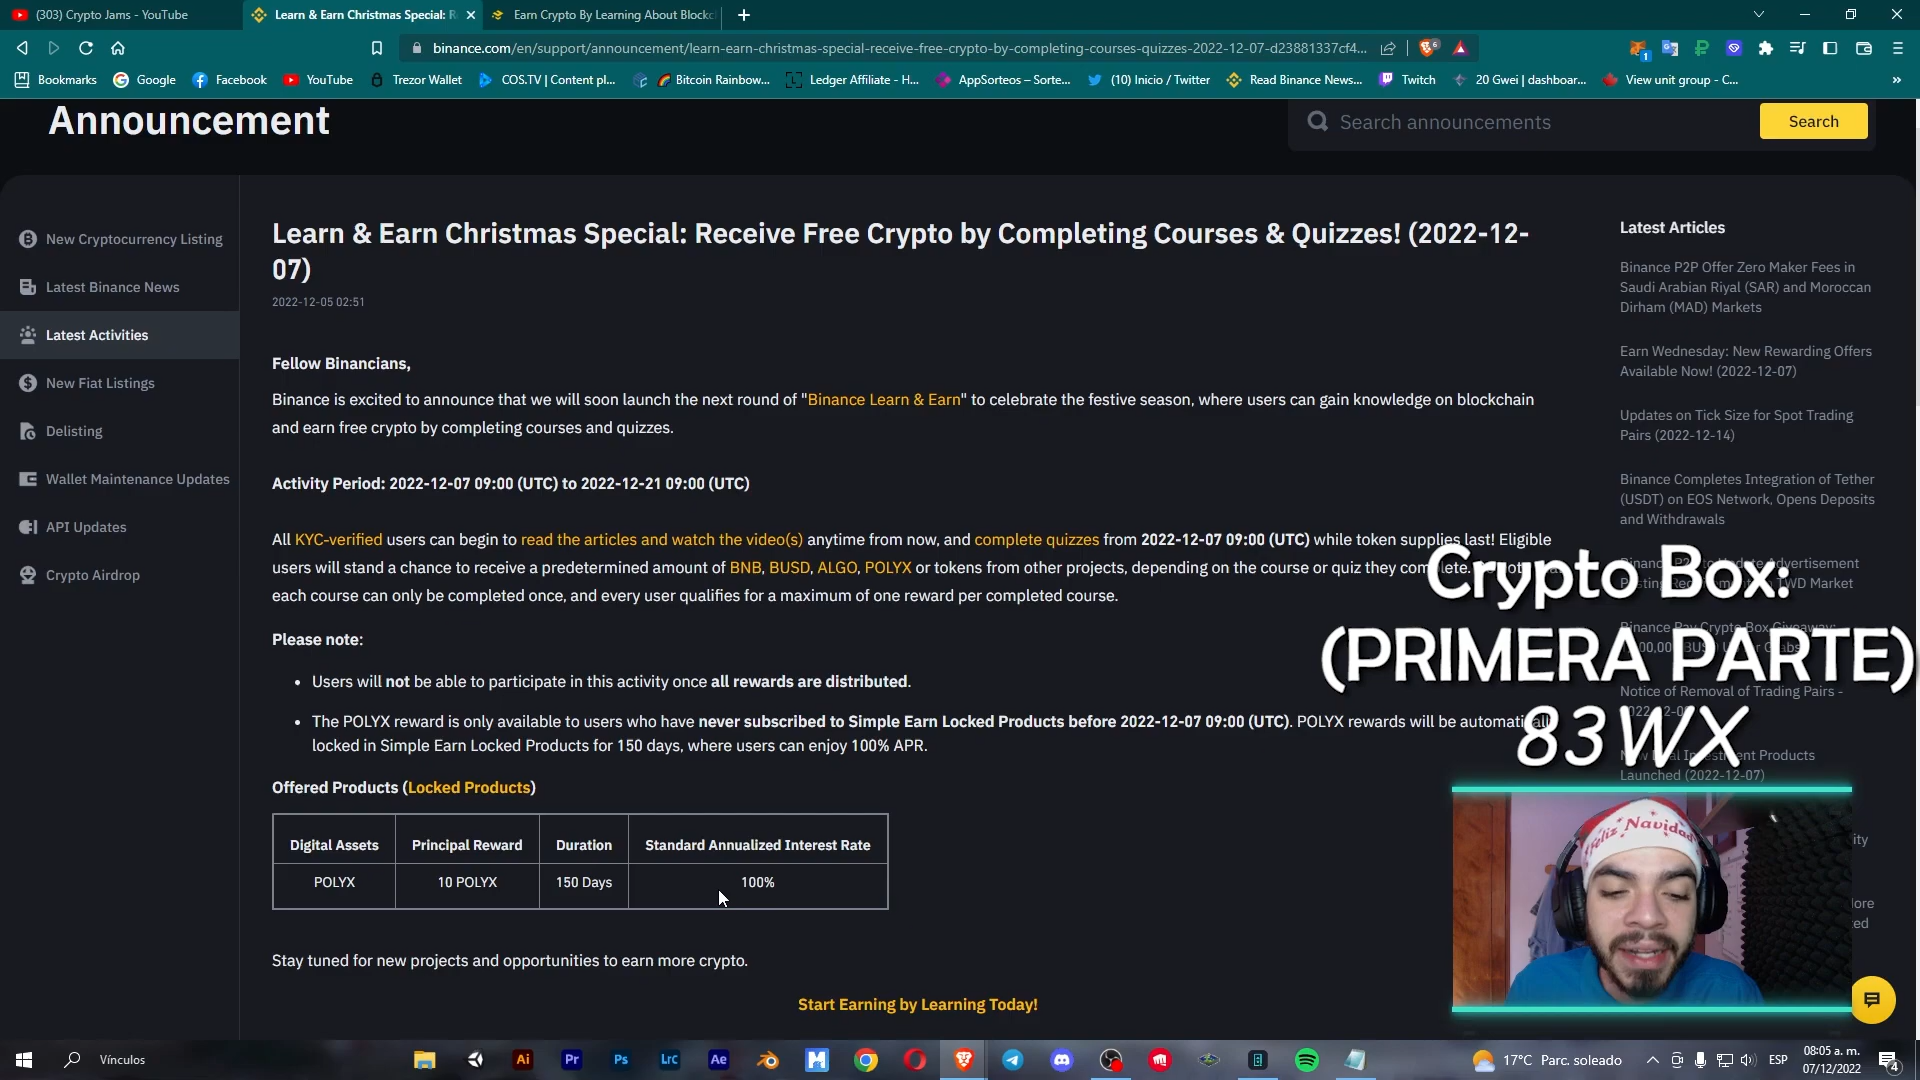 (303) Crypto Jams - YouTube
Learn & Earn Christmas Special: R
Earn Crypto By Learning About Blockc
binance.com/en/support/announcement/learn-earn-christmas-special-receive-free-crypto-by-completing-courses-quizzes-2022-12-07-d23881337cf4...
Bookmarks
Google
Facebook
YouTube
Trezor Wallet
COS.TV | Content pl...
Bitcoin Rainbow...
Ledger Affiliate - H...
AppSorteos – Sorte...
(10) Inicio / Twitter
Read Binance News...
Twitch
20 Gwei | dashboar...
View unit group - C...
Announcement
Search announcements
Search
New Cryptocurrency Listing
Latest Binance News
Latest Activities
New Fiat Listings
Delisting
Wallet Maintenance Updates
API Updates
Crypto Airdrop
Learn & Earn Christmas Special: Receive Free Crypto by Completing Courses & Quizzes! (2022-12-
07)
2022-12-05 02:51
Fellow Binancians,
Binance is excited to announce that we will soon launch the next round of "Binance Learn & Earn" to celebrate the festive season, where users can gain knowledge on blockchain
and earn free crypto by completing courses and quizzes.
Activity Period: 2022-12-07 09:00 (UTC) to 2022-12-21 09:00 (UTC)
All KYC-verified users can begin to read the articles and watch the video(s) anytime from now, and complete quizzes from 2022-12-07 09:00 (UTC) while token supplies last! Eligible
users will stand a chance to receive a predetermined amount of BNB, BUSD, ALGO, POLYX or tokens from other projects, depending on the course or quiz they
each course can only be completed once, and every user qualifies for a maximum of one reward per completed course.
Please note:
Users will not be able to participate in this activity once all rewards are distributed.
The POLYX reward is only available to users who have never subscribed to Simple Earn Locked Products before 2022-12-07 09:00 (UTC). POLYX rewards will be
locked in Simple Earn Locked Products for 150 days, where users can enjoy 100% APR.
Offered Products (Locked Products)
Digital Assets Principal Reward Duration Standard Annualized Interest Rate
POLYX 10 POLYX 150 Days 100%
Stay tuned for new projects and opportunities to earn more crypto.
Start Earning by Learning Today!
Latest Articles
Binance P2P Offer Zero Maker Fees in
Saudi Arabian Riyal (SAR) and Moroccan
Dirham (MAD) Markets
Earn Wednesday: New Rewarding Offers
Available Now! (2022-12-07)
Updates on Tick Size for Spot Trading
Pairs (2022-12-14)
Binance Completes Integration of Tether
(USDT) on EOS Network, Opens Deposits
and Withdrawals
Advertisement
TWD Market
Binance Pay Crypto Box Giveaway:
Notice of Removal of Trading Pairs -
Investment Products
Launched (2022-12-07)
Crypto Box:
(PRIMERA PARTE)
83WX
Feliz Navidad
Vínculos
17°C Parc. soleado
ESP
08:05 a. m.
07/12/2022
4